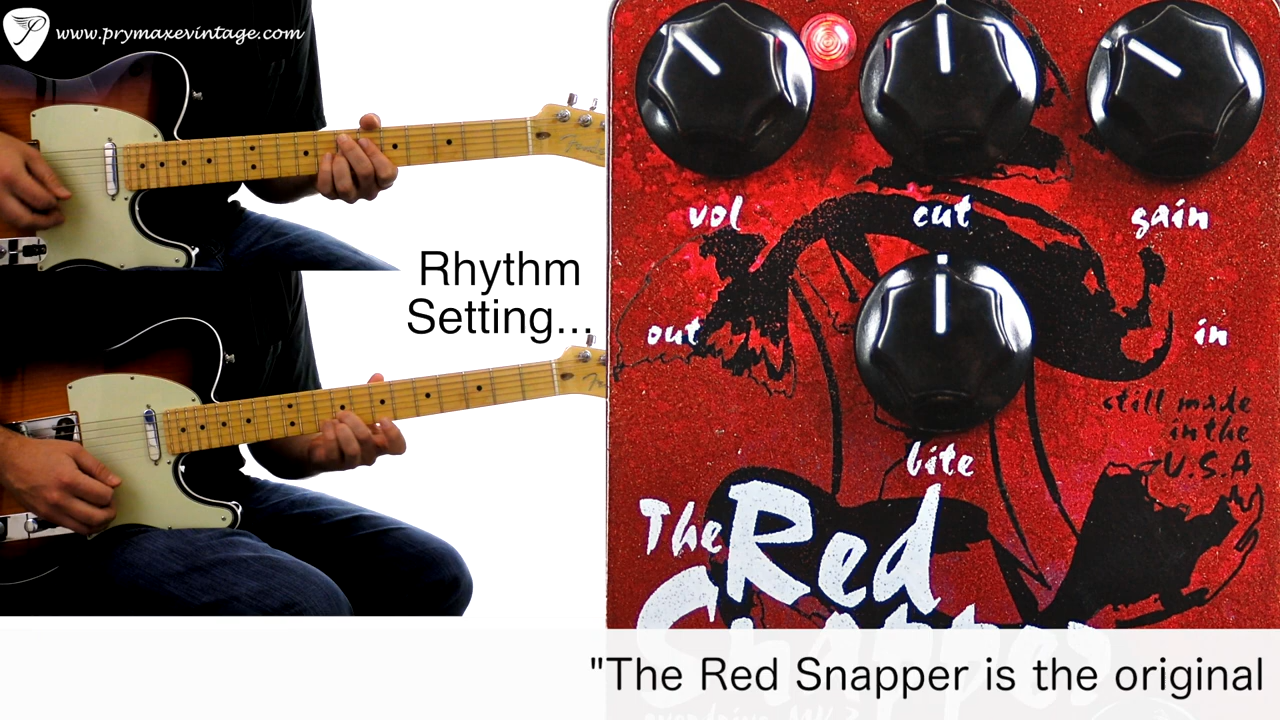 www.prymaxevintage.com
Rhythm
Setting...
vol
cut
gain
out
in
still made
in the
U.S.A
bite
The Red
Snapper
"The Red Snapper is the original